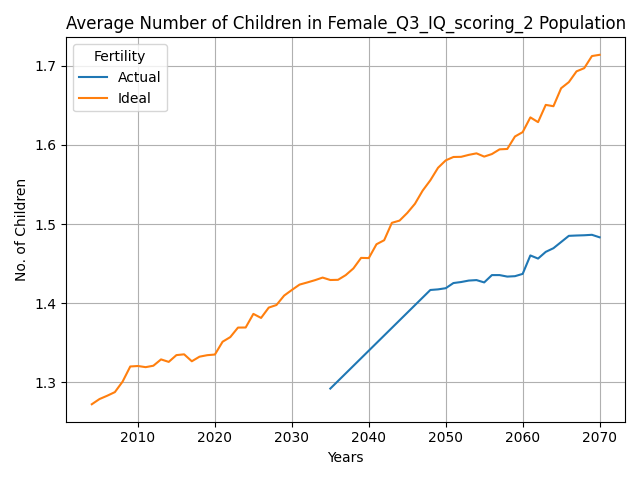 Average Number of Children in Female_Q3_IQ_scoring_2 Population
Fertility
Actual
Ideal
No. of Children
1.7
1.6
1.5
1.4
1.3
2010 2020 2030 2040 2050 2060 2070
Years